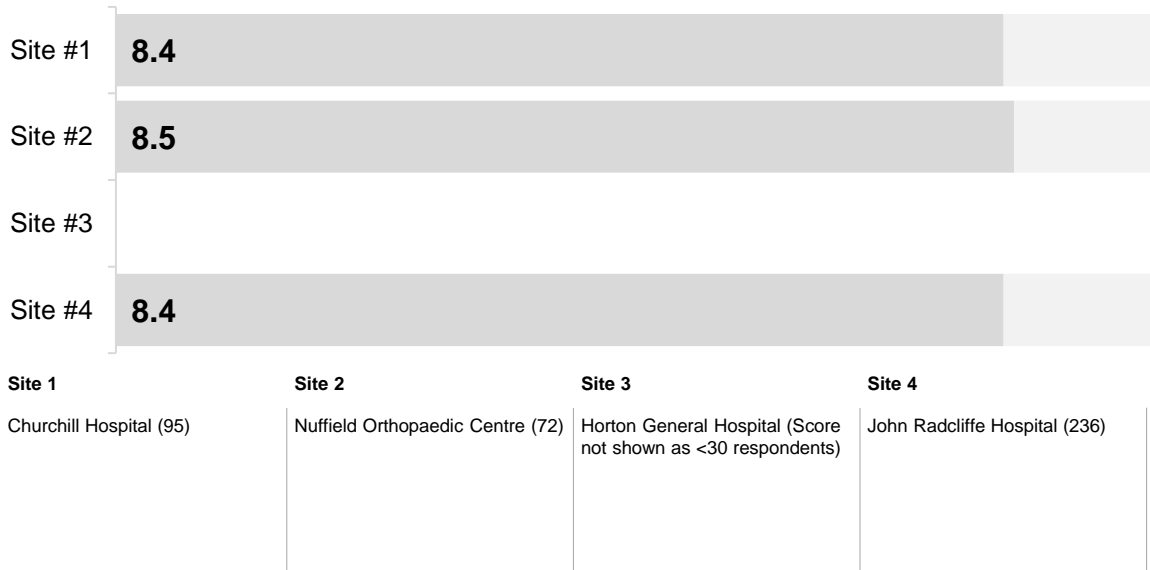 Site #1
8.4
Site #2
8.5
Site #3
Site #4
8.4
Site 1
Churchill Hospital (95)
Site 2
Nuffield Orthopaedic Centre (72)
Site 3
Horton General Hospital (Score
not shown as <30 respondents)
Site 4
John Radcliffe Hospital (236)